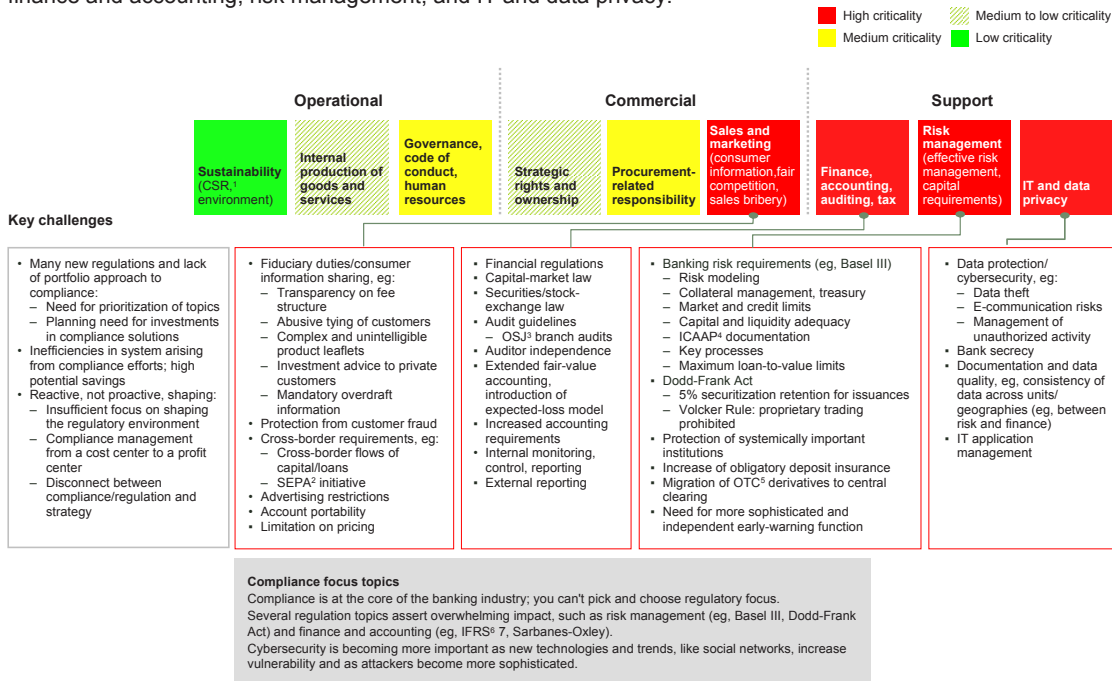 finance and accounting, risk management, and IT and data privacy.
High criticality
Medium to low criticality
Medium criticality
Low criticality
Operational
Commercial
Support
Sustainability
(CSR,¹
environment)
Internal
production of
goods and
services
Governance,
code of
conduct,
human
resources
Strategic
rights and
ownership
Procurement-
related
responsibility
Sales and
marketing
(consumer
information,fair
competition,
sales bribery)
Finance,
accounting,
auditing, tax
Risk
management
(effective risk
management,
capital
requirements)
IT and data
privacy
Key challenges
• Many new regulations and lack
of portfolio approach to
compliance:
– Need for prioritization of topics
– Planning need for investments
in compliance solutions
• Inefficiencies in system arising
from compliance efforts; high
potential savings
• Reactive, not proactive, shaping:
– Insufficient focus on shaping
the regulatory environment
– Compliance management
from a cost center to a profit
center
– Disconnect between
compliance/regulation and
strategy
• Fiduciary duties/consumer
information sharing, eg:
– Transparency on fee
structure
– Abusive tying of customers
– Complex and unintelligible
product leaflets
– Investment advice to private
customers
– Mandatory overdraft
information
• Protection from customer fraud
• Cross-border requirements, eg:
– Cross-border flows of
capital/loans
– SEPA² initiative
• Advertising restrictions
• Account portability
• Limitation on pricing
▪ Financial regulations
▪ Capital-market law
▪ Securities/stock-
exchange law
▪ Audit guidelines
– OSJ³ branch audits
▪ Auditor independence
▪ Extended fair-value
accounting,
introduction of
expected-loss model
▪ Increased accounting
requirements
▪ Internal monitoring,
control, reporting
▪ External reporting
▪ Banking risk requirements (eg, Basel III)
– Risk modeling
– Collateral management, treasury
– Market and credit limits
– Capital and liquidity adequacy
– ICAAP⁴ documentation
– Key processes
– Maximum loan-to-value limits
▪ Dodd-Frank Act
– 5% securitization retention for issuances
– Volcker Rule: proprietary trading
prohibited
▪ Protection of systemically important
institutions
▪ Increase of obligatory deposit insurance
▪ Migration of OTC⁵ derivatives to central
clearing
▪ Need for more sophisticated and
independent early-warning function
▪ Data protection/
cybersecurity, eg:
– Data theft
– E-communication risks
– Management of
unauthorized activity
▪ Bank secrecy
▪ Documentation and data
quality, eg, consistency of
data across units/
geographies (eg, between
risk and finance)
▪ IT application
management
Compliance focus topics
Compliance is at the core of the banking industry; you can't pick and choose regulatory focus.
Several regulation topics assert overwhelming impact, such as risk management (eg, Basel III, Dodd-Frank
Act) and finance and accounting (eg, IFRS⁶ 7, Sarbanes-Oxley).
Cybersecurity is becoming more important as new technologies and trends, like social networks, increase
vulnerability and as attackers become more sophisticated.